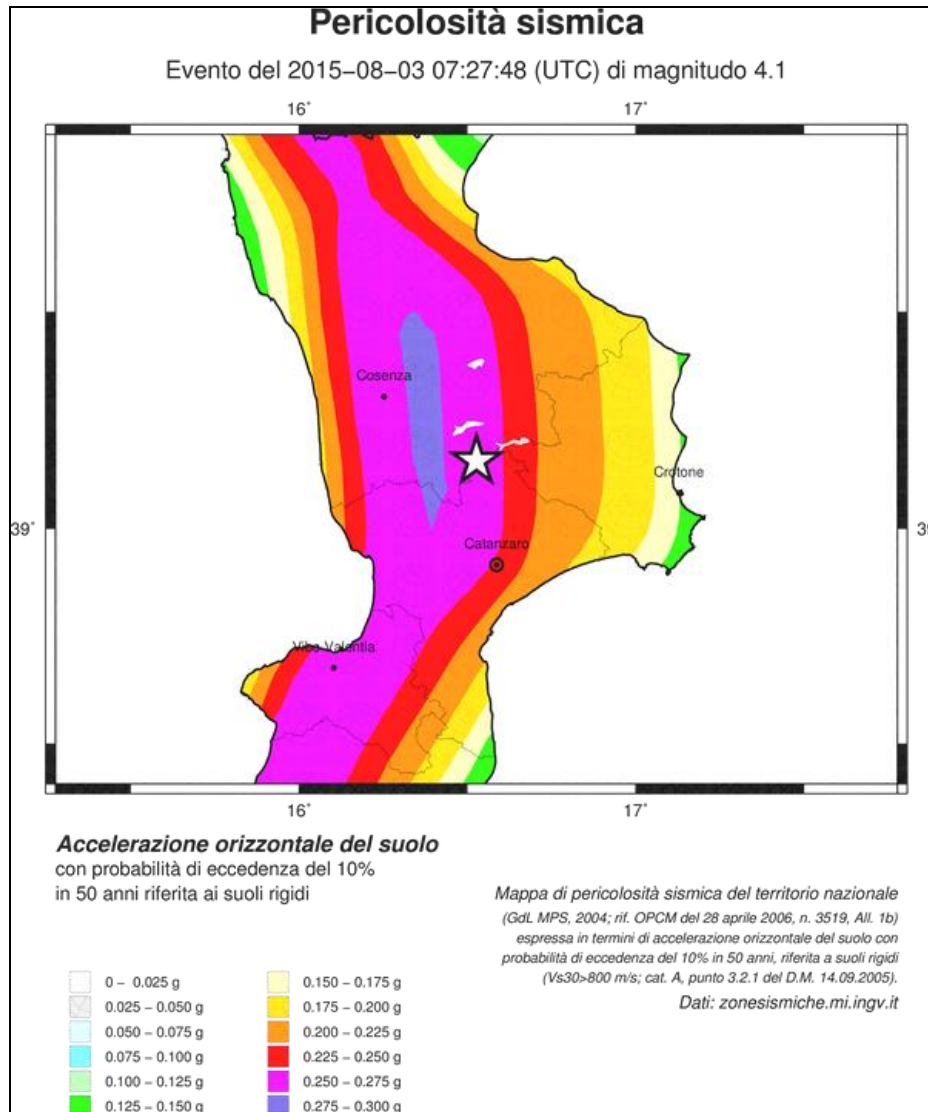 Pericolosità sismica
Evento del 2015−08−03 07:27:48 (UTC) di magnitudo 4.1
16˚ 17˚
Cosenza
Crotone
39˚ 39
Catanzaro
Vibo Valentia
16˚ 17˚
Accelerazione orizzontale del suolo
con probabilità di eccedenza del 10%
in 50 anni riferita ai suoli rigidi
Mappa di pericolosità sismica del territorio nazionale
(GdL MPS, 2004; rif. OPCM del 28 aprile 2006, n. 3519, All. 1b)
espressa in termini di accelerazione orizzontale del suolo con
probabilità di eccedenza del 10% in 50 anni, riferita a suoli rigidi
(Vs30>800 m/s; cat. A, punto 3.2.1 del D.M. 14.09.2005).
Dati: zonesismiche.mi.ingv.it
0 − 0.025 g
0.025 − 0.050 g
0.050 − 0.075 g
0.075 − 0.100 g
0.100 − 0.125 g
0.125 − 0.150 g
0.150 − 0.175 g
0.175 − 0.200 g
0.200 − 0.225 g
0.225 − 0.250 g
0.250 − 0.275 g
0.275 − 0.300 g